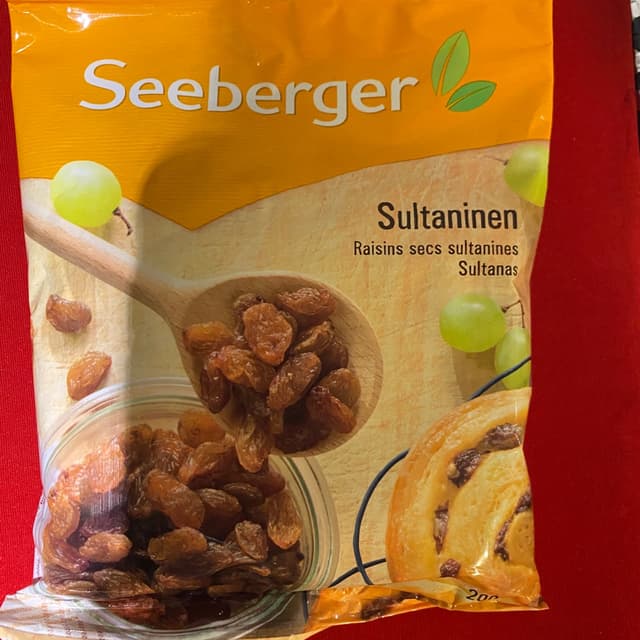 Seeberger
Sultaninen
Raisins secs sultanines
Sultanas